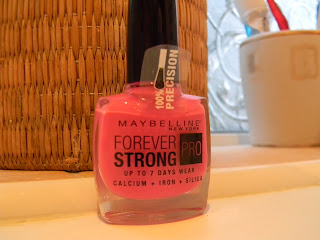 100%
PRECISION
MAYBELLINE
NEW YORK
FOREVER
STRONG PRO
UP TO 7 DAYS WEAR
CALCIUM + IRON + SILICA